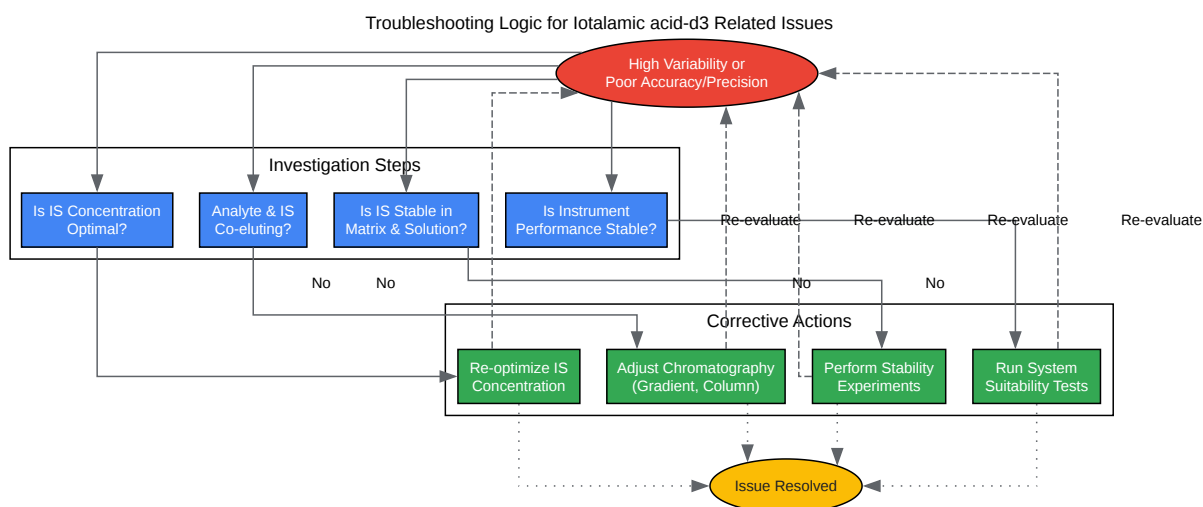 Troubleshooting Logic for Iotalamic acid-d3 Related Issues
High Variability or
Poor Accuracy/Precision
Investigation Steps
Is IS Concentration
Optimal?
Analyte & IS
Co-eluting?
Is IS Stable in
Matrix & Solution?
Is Instrument
Performance Stable?
Re-evaluate
Re-evaluate
Re-evaluate
Re-evaluate
No
No
No
No
Corrective Actions
Re-optimize IS
Concentration
Adjust Chromatography
(Gradient, Column)
Perform Stability
Experiments
Run System
Suitability Tests
Issue Resolved